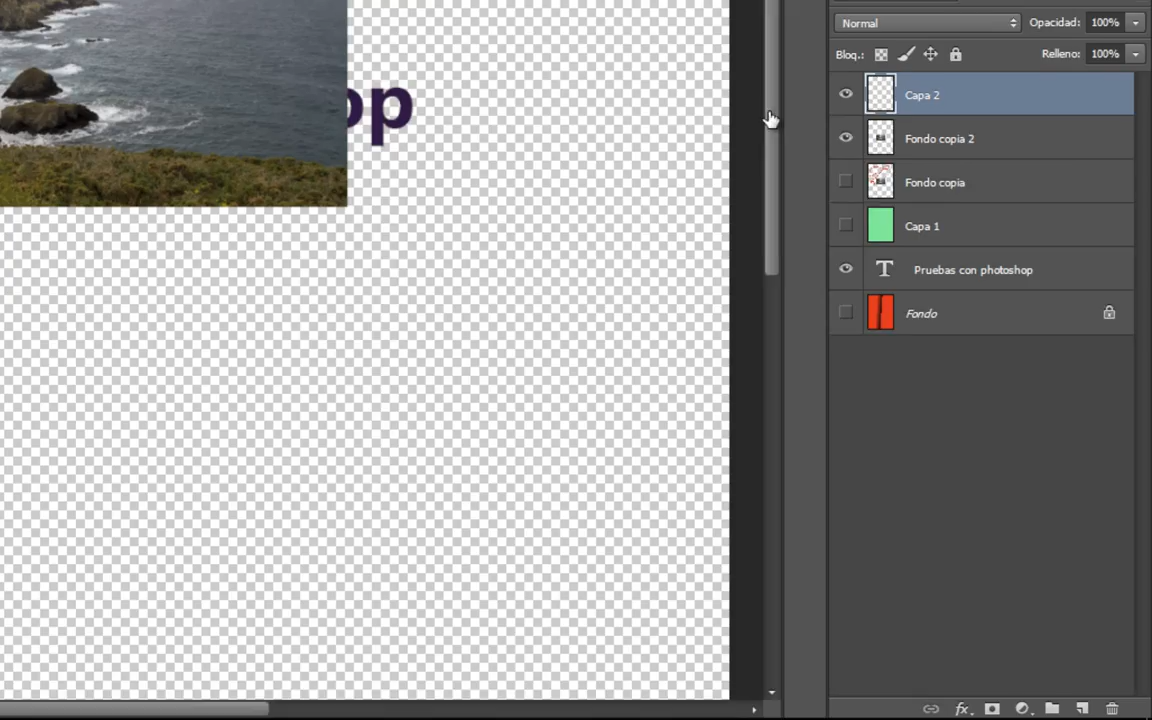 Normal
Opacidad: 100%
Bloq.:
Relleno: 100%
op
Capa 2
Fondo copia 2
Fondo copia
Capa 1
T Pruebas con photoshop
Fondo
fx